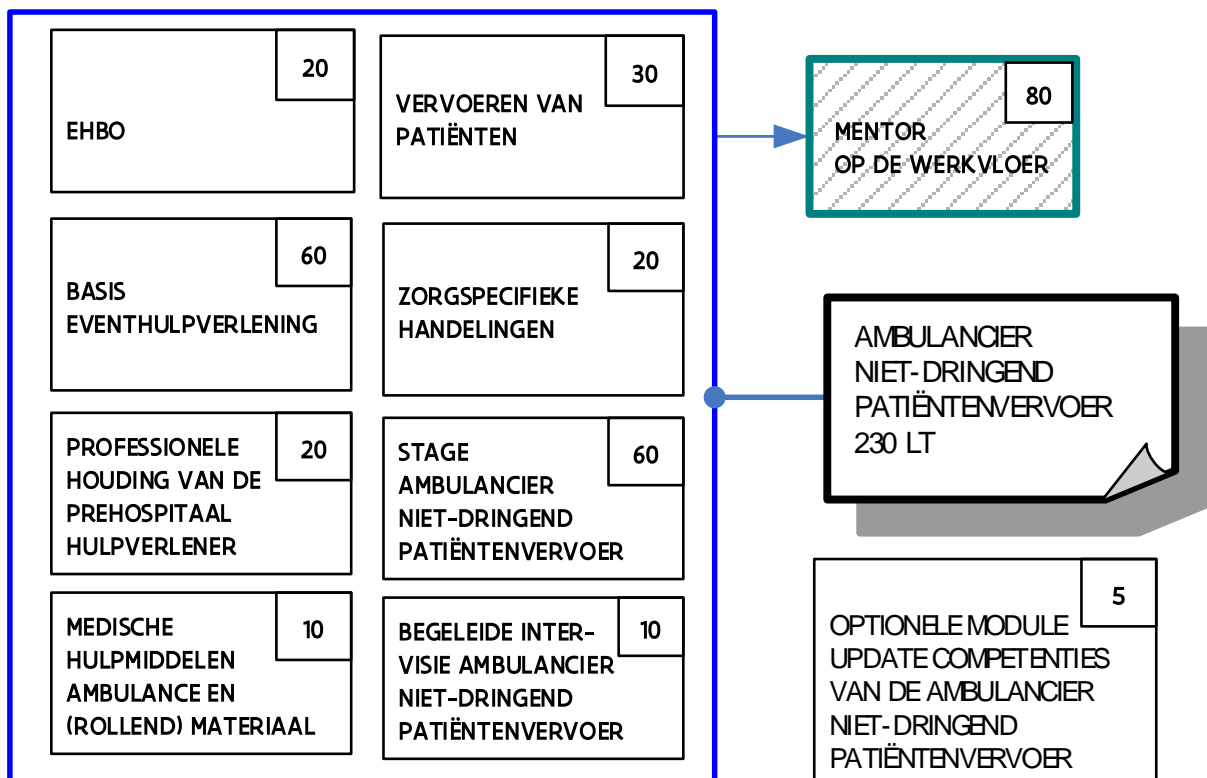 20
EHBO
30
VERVOEREN VAN
PATIËNTEN
80
MENTOR
OP DE WERKVLOER
60
BASIS
EVENTHULPVERLENING
20
ZORGSPECIFIEKE
HANDELINGEN
AMBULANCIER
NIET-DRINGEND
PATIËNTENVERVOER
230 LT
20
PROFESSIONELE
HOUDING VAN DE
PREHOSPITAAL
HULPVERLENER
60
STAGE
AMBULANCIER
NIET-DRINGEND
PATIËNTENVERVOER
10
MEDISCHE
HULPMIDDELEN
AMBULANCE EN
(ROLLEND) MATERIAAL
10
BEGELEIDE INTER-
VISIE AMBULANCIER
NIET-DRINGEND
PATIËNTENVERVOER
5
OPTIONELE MODULE
UPDATE COMPETENTIES
VAN DE AMBULANCIER
NIET-DRINGEND
PATIËNTENVERVOER